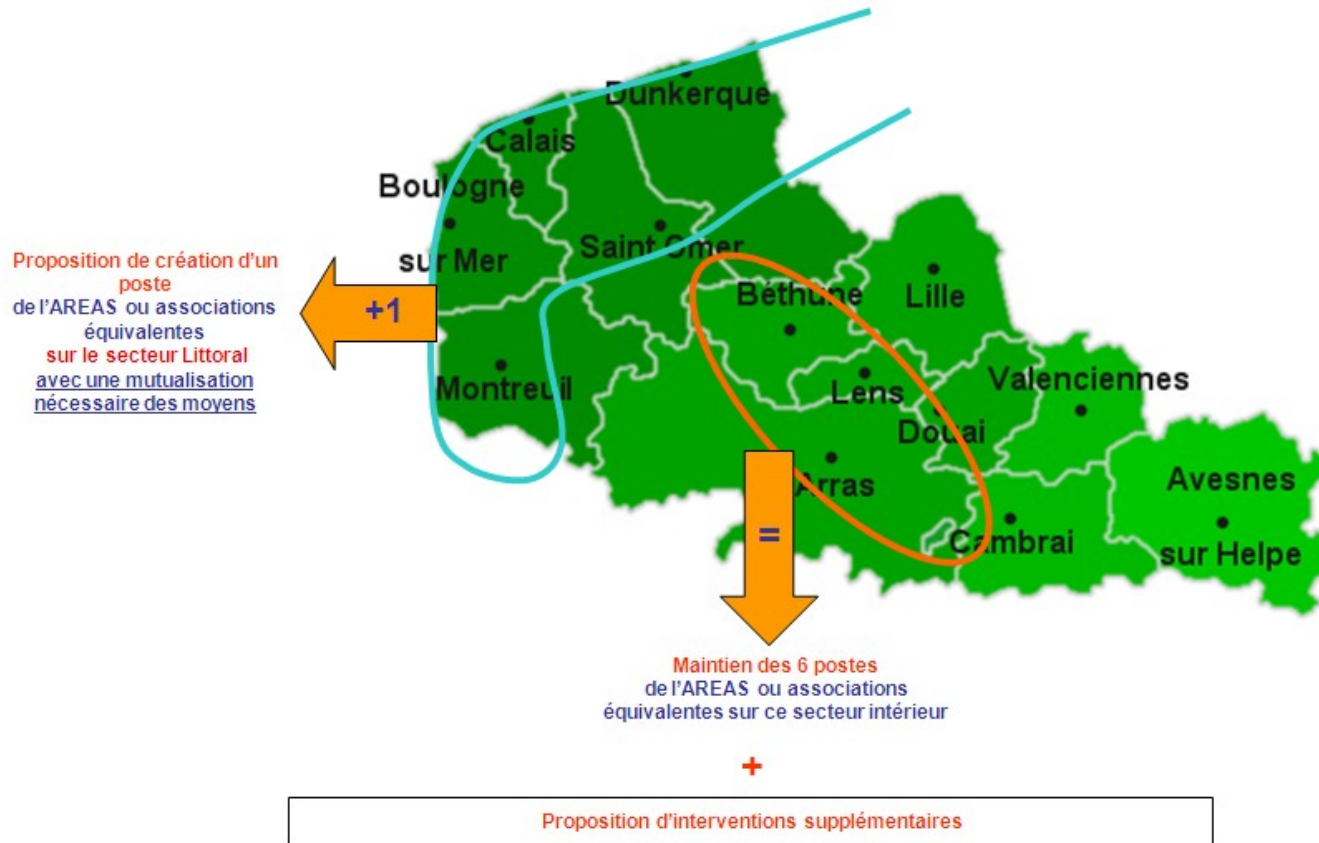 Dunkerque
Calais
Boulogne
sur Mer
Saint Omer
Béthune
Lille
Proposition de création d'un
poste
de l'AREAS ou associations
équivalentes
sur le secteur Littoral
avec une mutualisation
nécessaire des moyens
+1
Montreuil
Lens
Valenciennes
Douai
Arras
Avesnes
sur Helpe
Cambrai
=
Maintien des 6 postes
de l'AREAS ou associations
équivalentes sur ce secteur intérieur
+
Proposition d'interventions supplémentaires